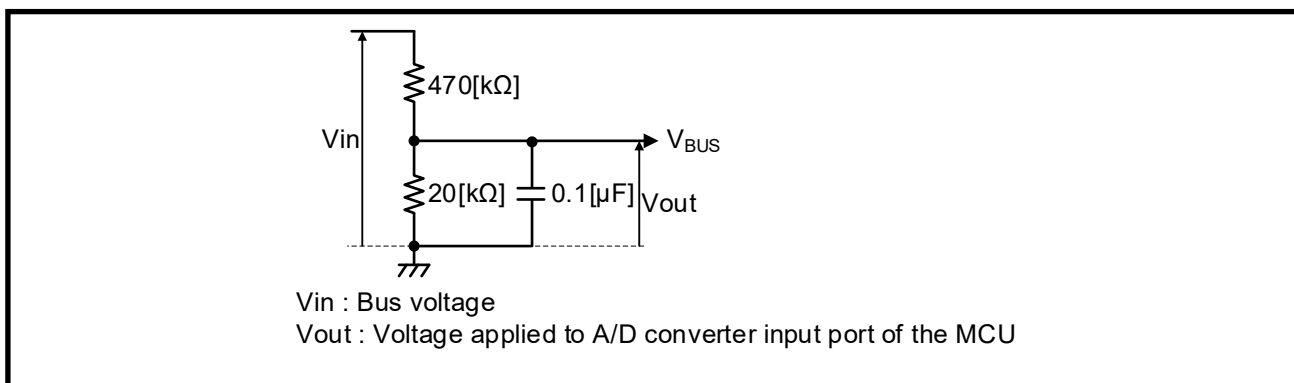 470[kΩ]
Vin
V_BUS
20[kΩ]
0.1[µF]
Vout
Vin : Bus voltage
Vout : Voltage applied to A/D converter input port of the MCU